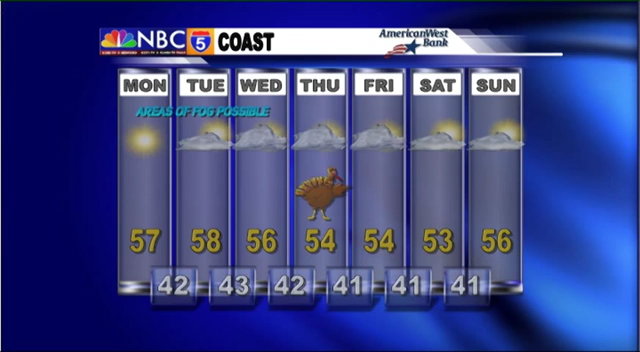 NBC 5 COAST
AmericanWest
Bank
MON TUE WED THU FRI SAT SUN
AREAS OF FOG POSSIBLE
57 58 56 54 54 53 56
42 43 42 41 41 41